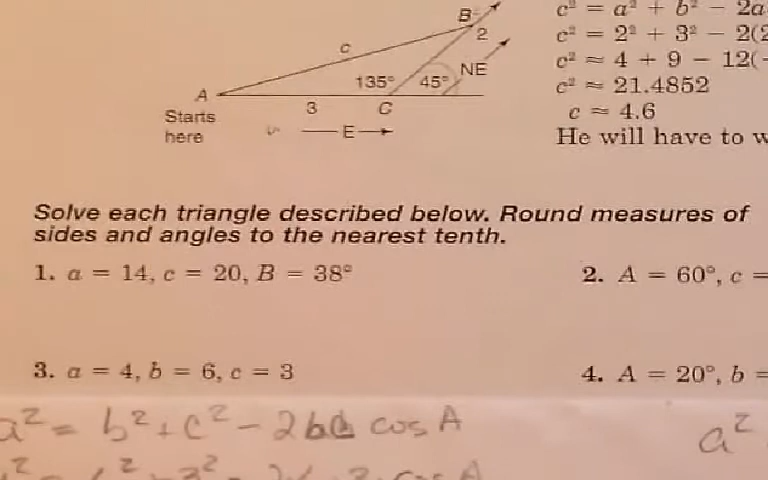 B
2
c
NE
135° 45°
A
3 C
Starts
here
E
c² = a² + b² − 2a
c² = 2² + 3² − 2(2
c² ≈ 4 + 9 − 12(−
c² ≈ 21.4852
c ≈ 4.6
He will have to w
Solve each triangle described below. Round measures of
sides and angles to the nearest tenth.
1. a = 14, c = 20, B = 38°
2. A = 60°, c =
3. a = 4, b = 6, c = 3
4. A = 20°, b =
a² = b² + c² − 2bc cos A
a²